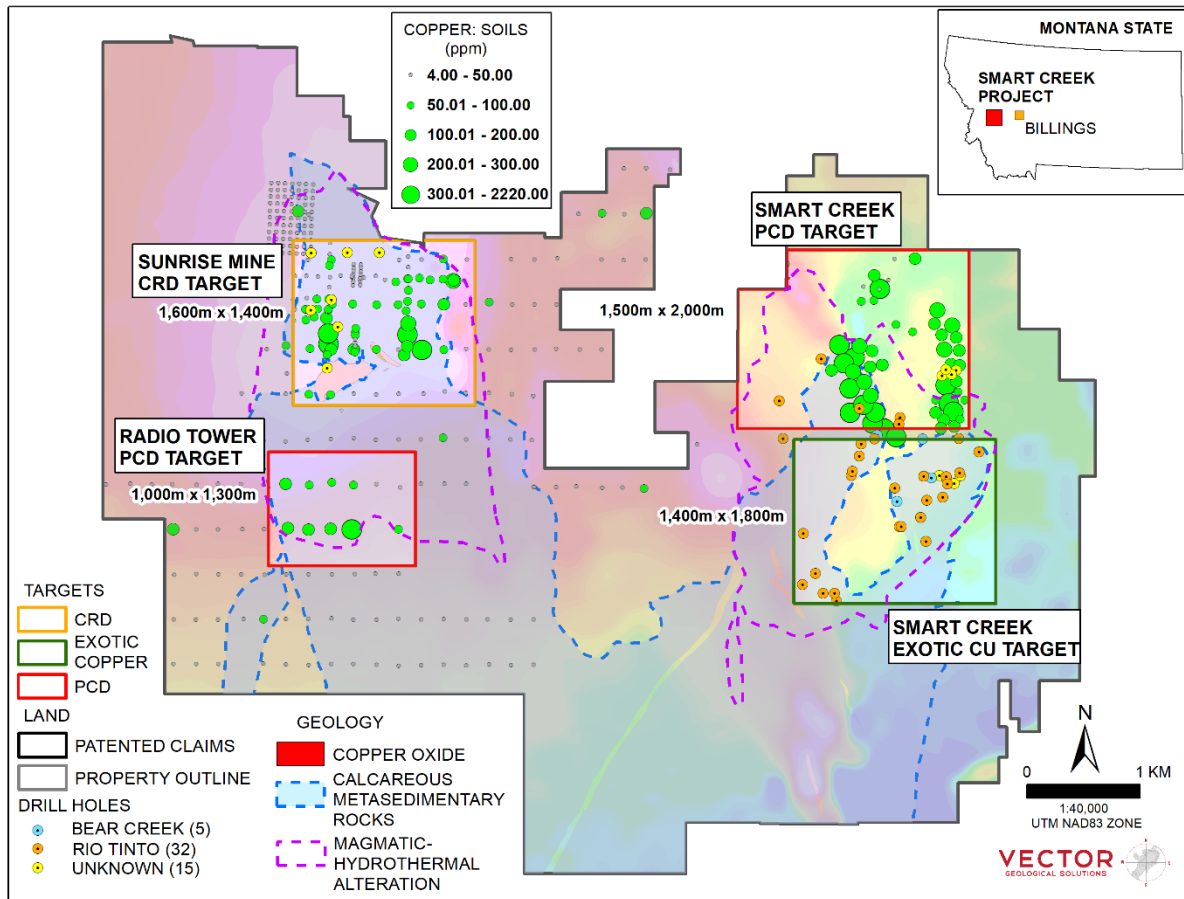 COPPER: SOILS
(ppm)
4.00 - 50.00
50.01 - 100.00
100.01 - 200.00
200.01 - 300.00
300.01 - 2220.00
MONTANA STATE
SMART CREEK
PROJECT
BILLINGS
SUNRISE MINE
CRD TARGET
1,600m x 1,400m
SMART CREEK
PCD TARGET
1,500m x 2,000m
RADIO TOWER
PCD TARGET
1,000m x 1,300m
1,400m x 1,800m
SMART CREEK
EXOTIC CU TARGET
TARGETS
CRD
EXOTIC
COPPER
PCD
LAND
PATENTED CLAIMS
PROPERTY OUTLINE
DRILL HOLES
BEAR CREEK (5)
RIO TINTO (32)
UNKNOWN (15)
GEOLOGY
COPPER OXIDE
CALCAREOUS
METASEDIMENTARY
ROCKS
MAGMATIC-
HYDROTHERMAL
ALTERATION
N
0 1 KM
1:40,000
UTM NAD83 ZONE
VECTOR
GEOLOGICAL SOLUTIONS